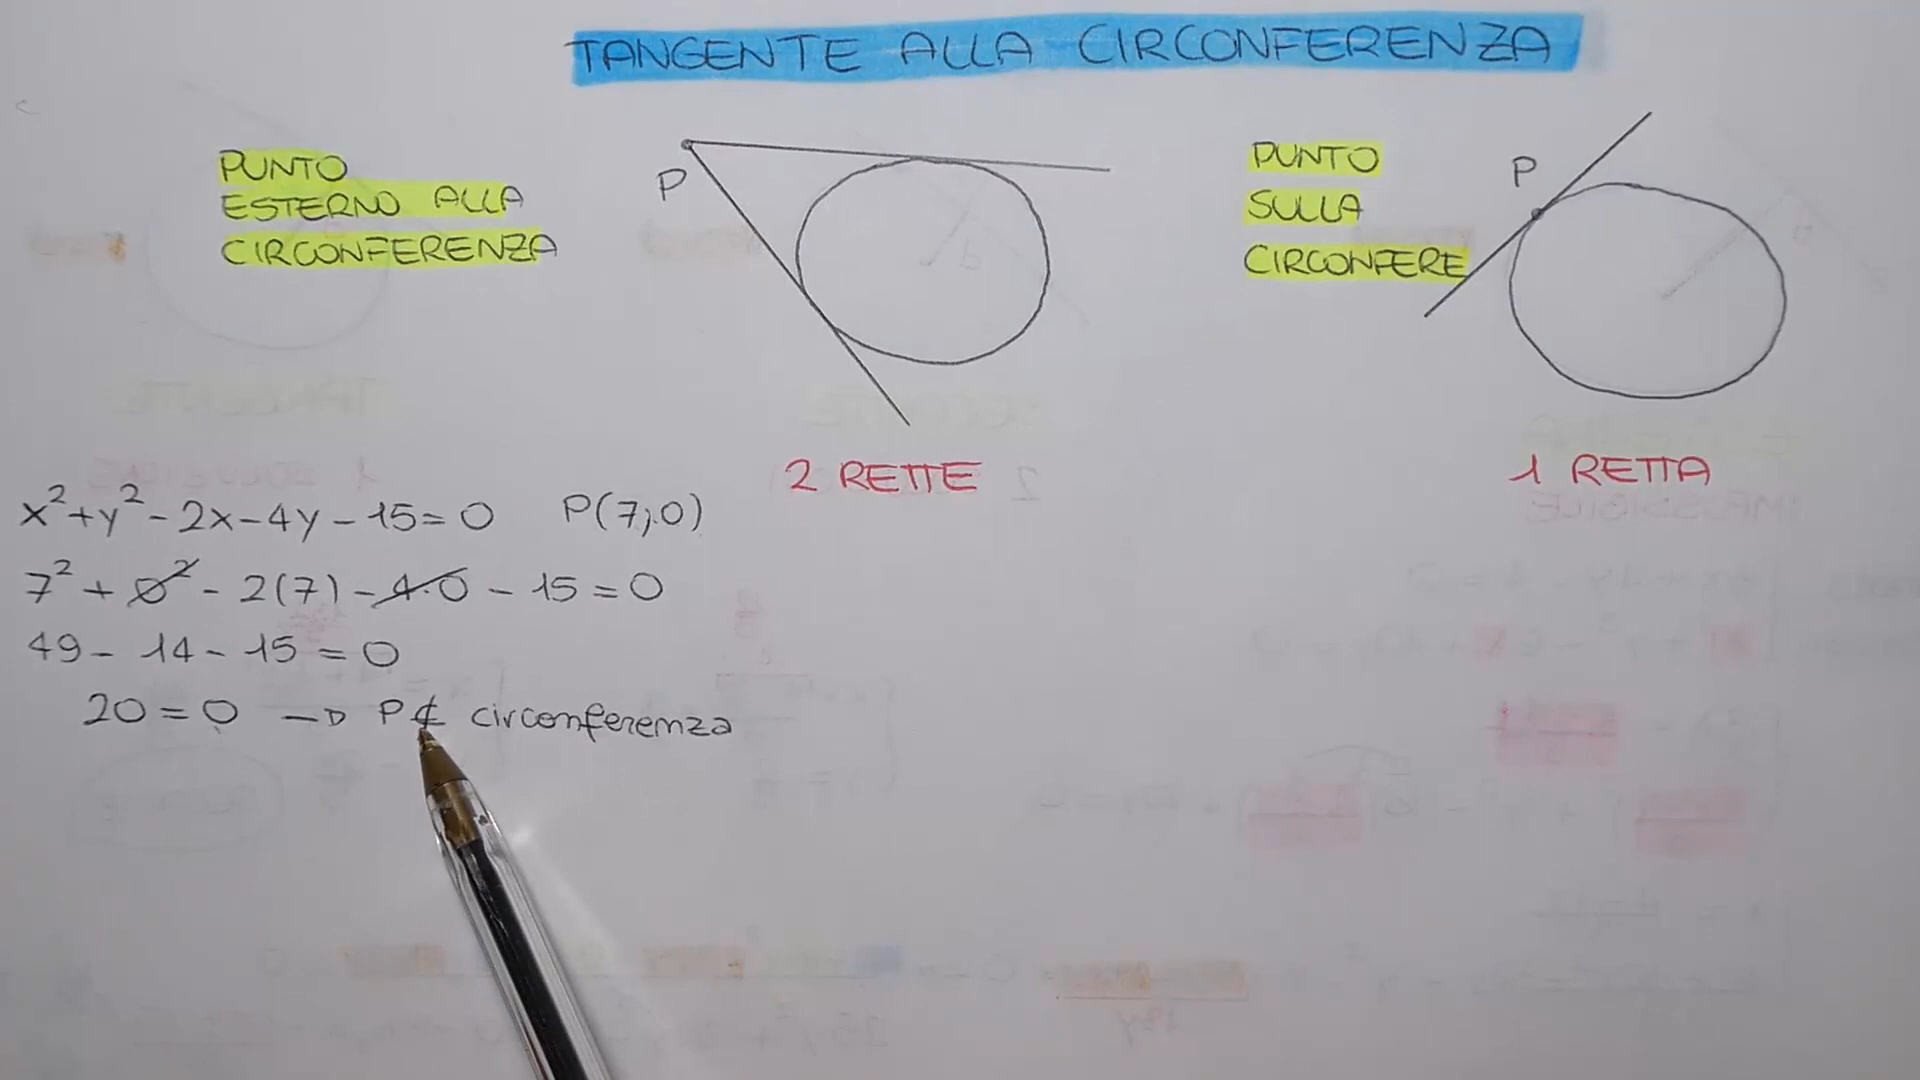 TANGENTE ALLA CIRCONFERENZA
PUNTO
ESTERNO ALLA
CIRCONFERENZA
P
2 RETTE
PUNTO
SULLA
CIRCONFERE
P
1 RETTA
x²+y²-2x-4y-15=0 P(7;0)
7²+0²-2(7)-4·0-15=0
49-14-15=0
20=0 → P∉ circonferenza